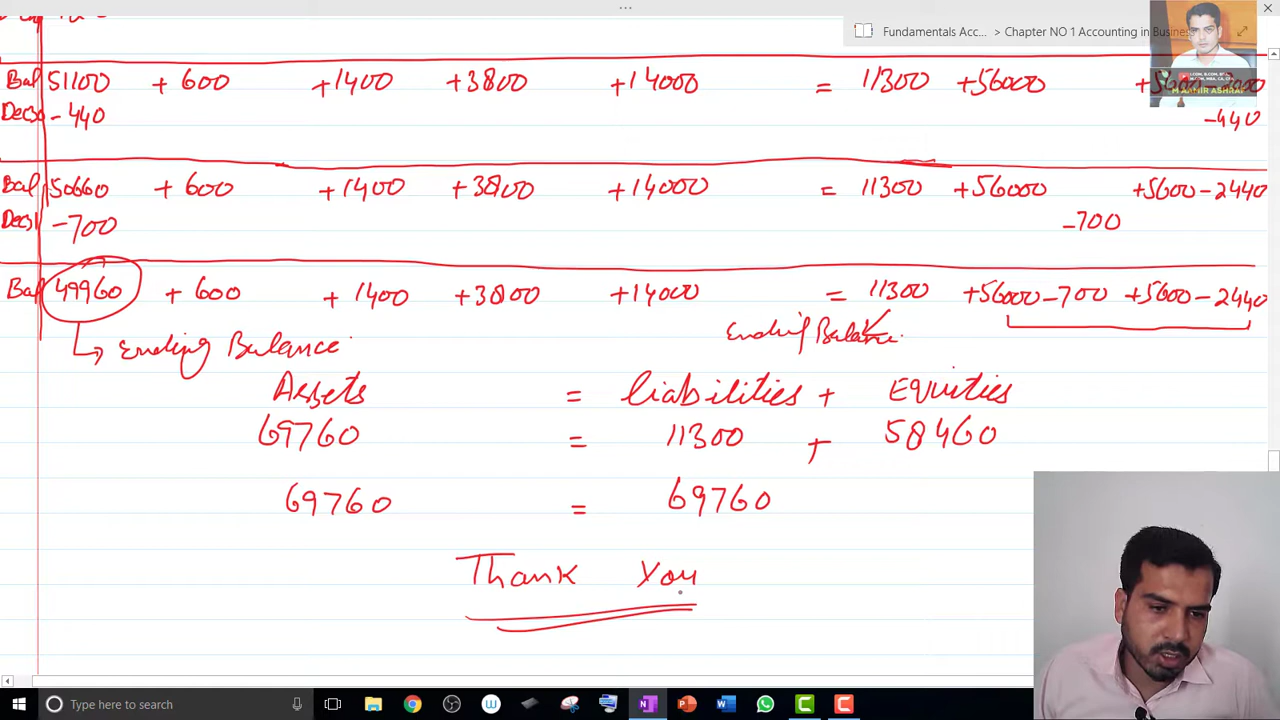 Fundamentals Acc... > Chapter NO 1 Accounting in Busine
M AAMIR ASHRAF
Bal 51100 + 600 +1400 +3800 +14000 = 11300 +56000
-440 -440
Bal 50660 + 600 +1400 +3800 +14000 = 11300 +56000 +5600-2440
-700 -700
Bal 49960 + 600 + 1400 +3800 +14000 = 11300 +56000-700 +5600-2440
Ending Balance Ending Balance
Assets = Liabilities + Equities
69760 = 11300 + 58460
69760 = 69760
Thank You
Type here to search